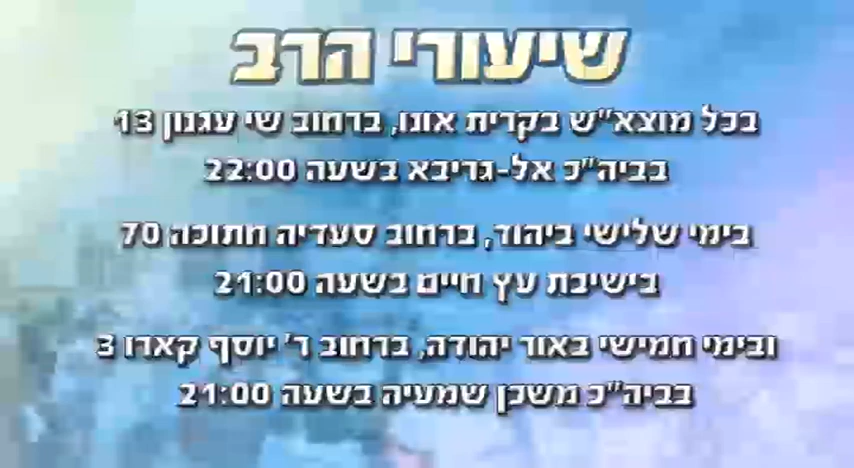 שיעורי הרב
בכל מוצא"ש בקרית אונו, ברחוב שי עגנון 13
בביה"כ אל-גריבא בשעה 22:00
בימי שלישי ביהוד, ברחוב סעדיה חתוכה 70
בישיבת עץ חיים בשעה 21:00
ובימי חמישי באור יהודה, ברחוב ר' יוסף קארו 3
בביה"כ משכן שמעיה בשעה 21:00